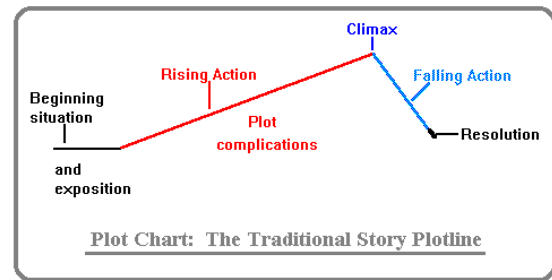 Climax
Rising Action
Falling Action
Beginning
situation
Plot
complications
Resolution
and
exposition
Plot Chart:  The Traditional Story Plotline